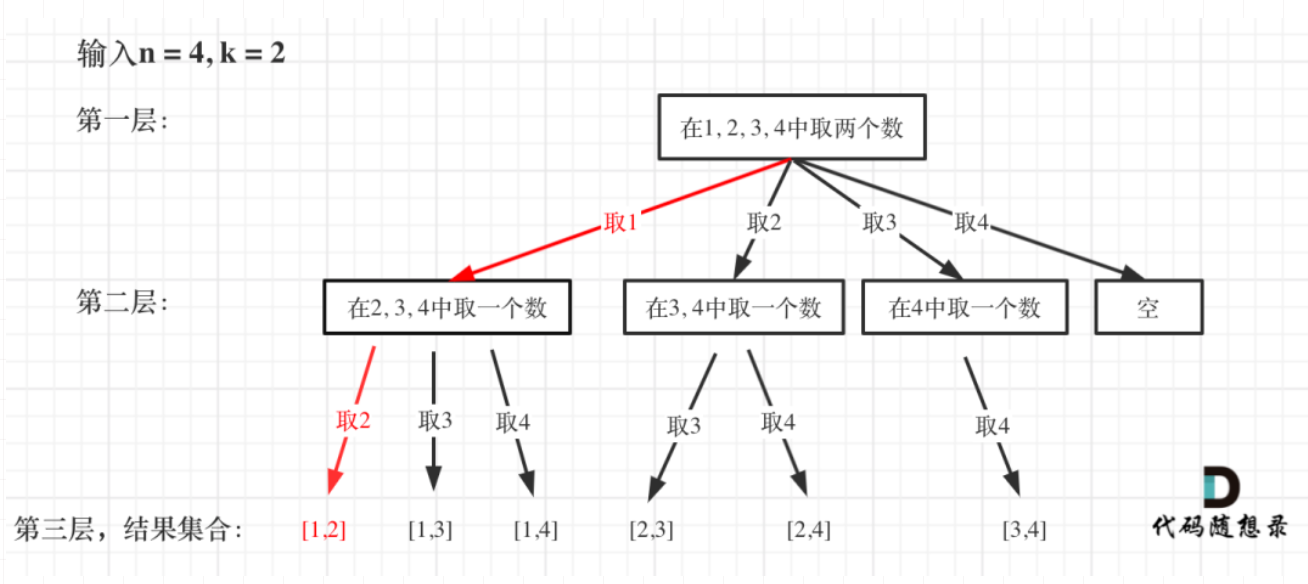 输入n = 4, k = 2
第一层：
在1, 2, 3, 4中取两个数
取1
取2
取3
取4
第二层：
在2, 3, 4中取一个数
在3, 4中取一个数
在4中取一个数
空
取2
取3
取4
取3
取4
取4
第三层，结果集合：
[1,2]
[1,3]
[1,4]
[2,3]
[2,4]
[3,4]
代码随想录